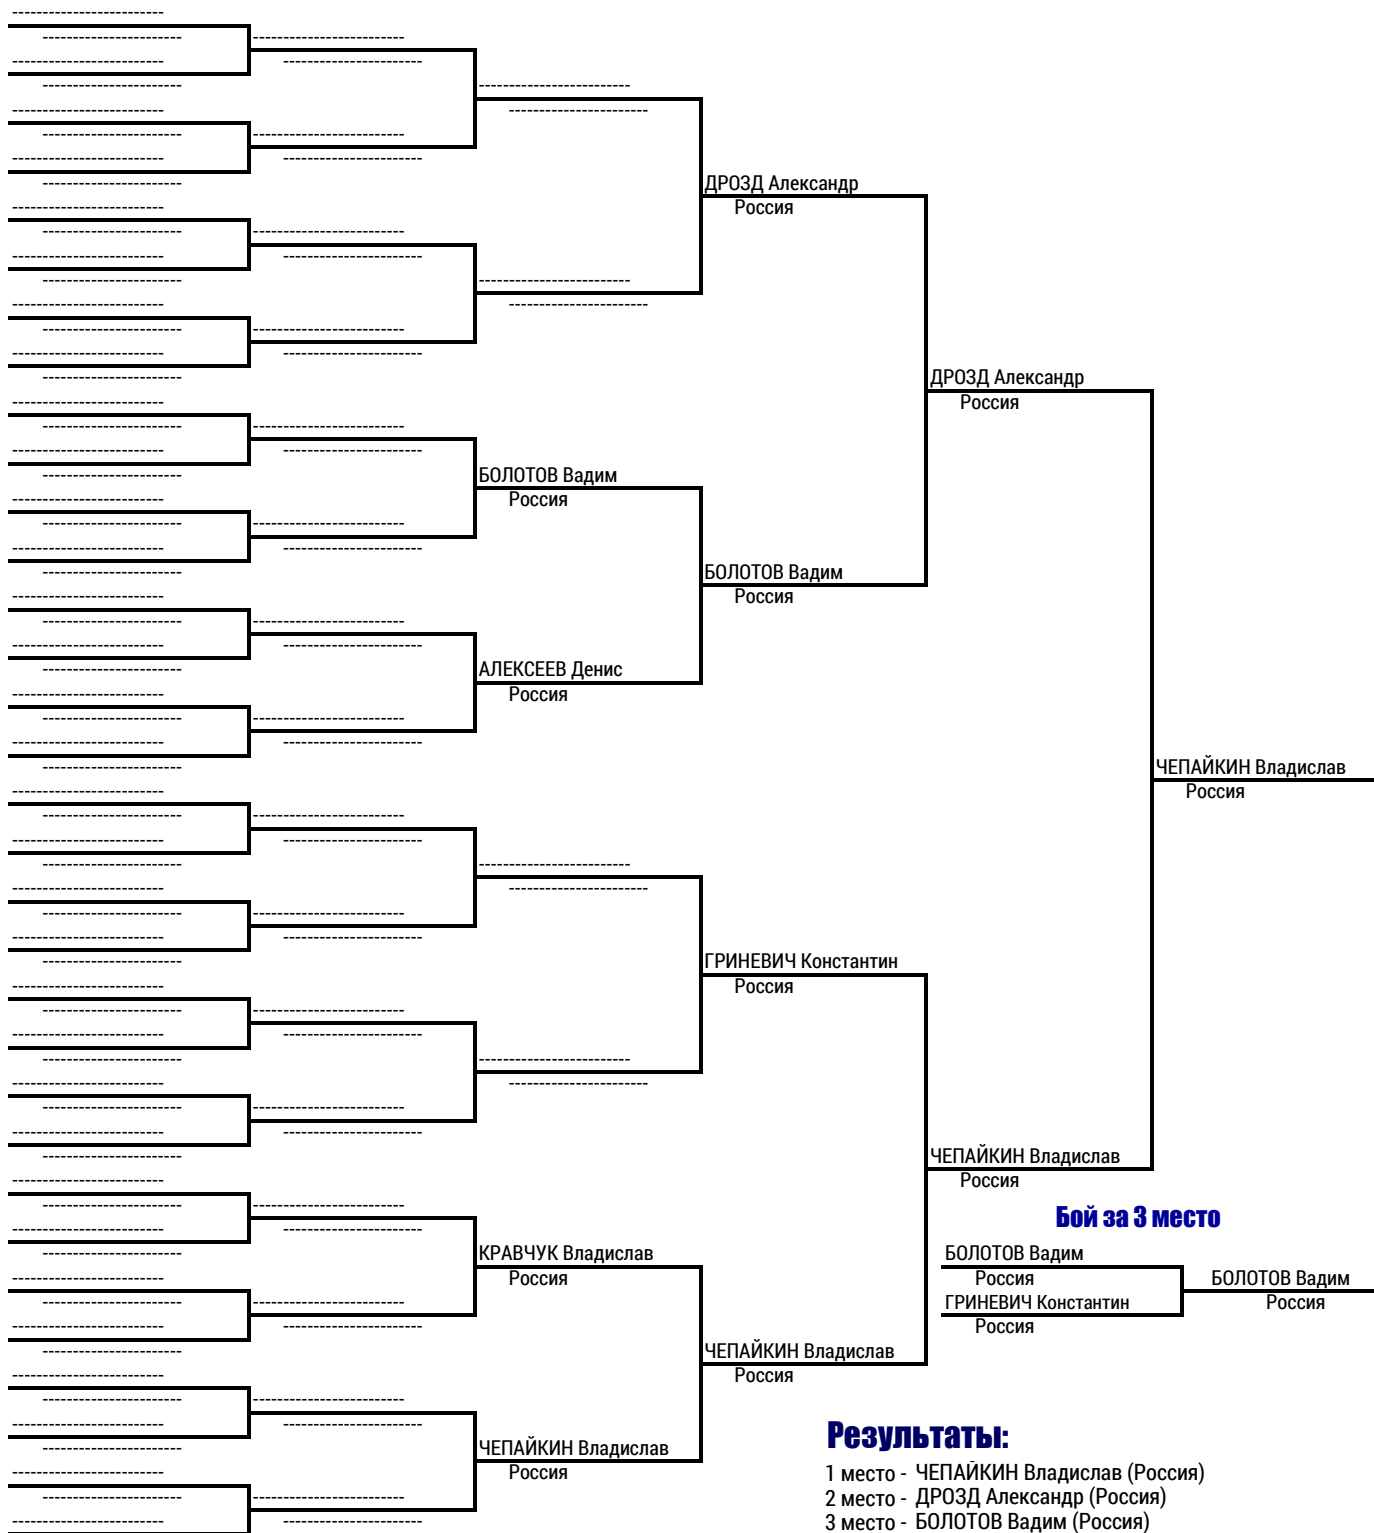 ДРОЗД Александр
Россия
ДРОЗД Александр
Россия
БОЛОТОВ Вадим
Россия
БОЛОТОВ Вадим
Россия
АЛЕКСЕЕВ Денис
Россия
ЧЕПАЙКИН Владислав
Россия
ГРИНЕВИЧ Константин
Россия
ЧЕПАЙКИН Владислав
Россия
Бой за 3 место
КРАВЧУК Владислав
Россия
БОЛОТОВ Вадим
Россия
ГРИНЕВИЧ Константин
Россия
БОЛОТОВ Вадим
Россия
ЧЕПАЙКИН Владислав
Россия
ЧЕПАЙКИН Владислав
Россия
Результаты:
1 место - ЧЕПАЙКИН Владислав (Россия)
2 место - ДРОЗД Александр (Россия)
3 место - БОЛОТОВ Вадим (Россия)